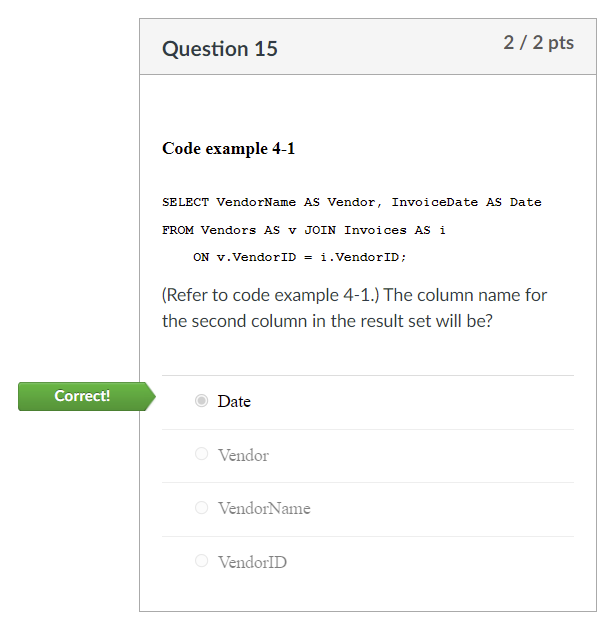 Question 15
2 / 2 pts
Code example 4-1
SELECT VendorName AS Vendor, InvoiceDate AS Date
FROM Vendors AS v JOIN Invoices AS i
ON v.VendorID = i.VendorID;
(Refer to code example 4-1.) The column name for
the second column in the result set will be?
Correct!
Date
Vendor
VendorName
VendorID